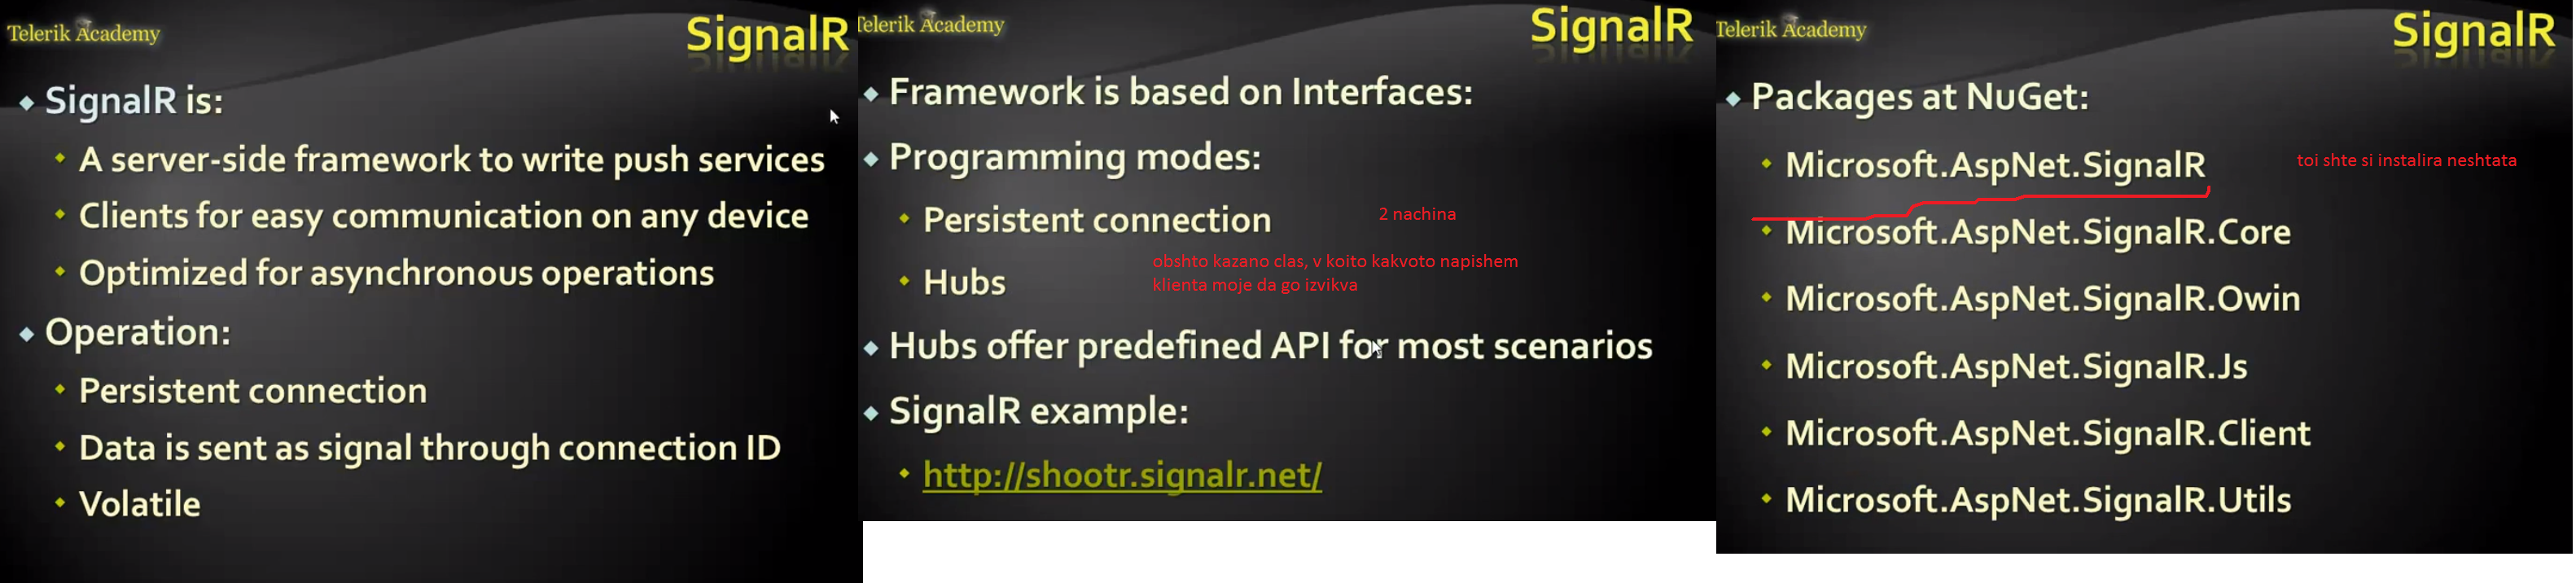 Telerik Academy
SignalR
SignalR is:
A server-side framework to write push services
Clients for easy communication on any device
Optimized for asynchronous operations
Operation:
Persistent connection
Data is sent as signal through connection ID
Volatile
Telerik Academy
SignalR
Framework is based on Interfaces:
Programming modes:
Persistent connection
2 nachina
Hubs
obshto kazano clas, v koito kakvoto napishem
klienta moje da go izvikva
Hubs offer predefined API for most scenarios
SignalR example:
http://shootr.signalr.net/
Telerik Academy
SignalR
Packages at NuGet:
Microsoft.AspNet.SignalR
toi shte si instalira neshtata
Microsoft.AspNet.SignalR.Core
Microsoft.AspNet.SignalR.Owin
Microsoft.AspNet.SignalR.Js
Microsoft.AspNet.SignalR.Client
Microsoft.AspNet.SignalR.Utils